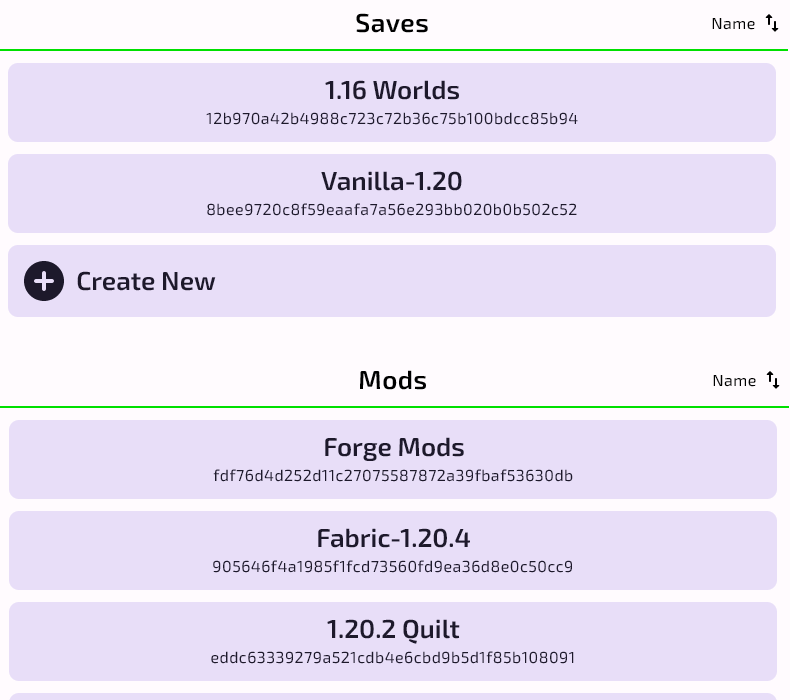 Saves
Name
1.16 Worlds
12b970a42b4988c723c72b36c75b100bdcc85b94
Vanilla-1.20
8bee9720c8f59eaafa7a56e293bb020b0b502c52
Create New
Mods
Name
Forge Mods
fdf76d4d252d11c27075587872a39fbaf53630db
Fabric-1.20.4
905646f4a1985f1fcd73560fd9ea36d8e0c50cc9
1.20.2 Quilt
eddc63339279a521cdb4e6cbd9b5d1f85b108091